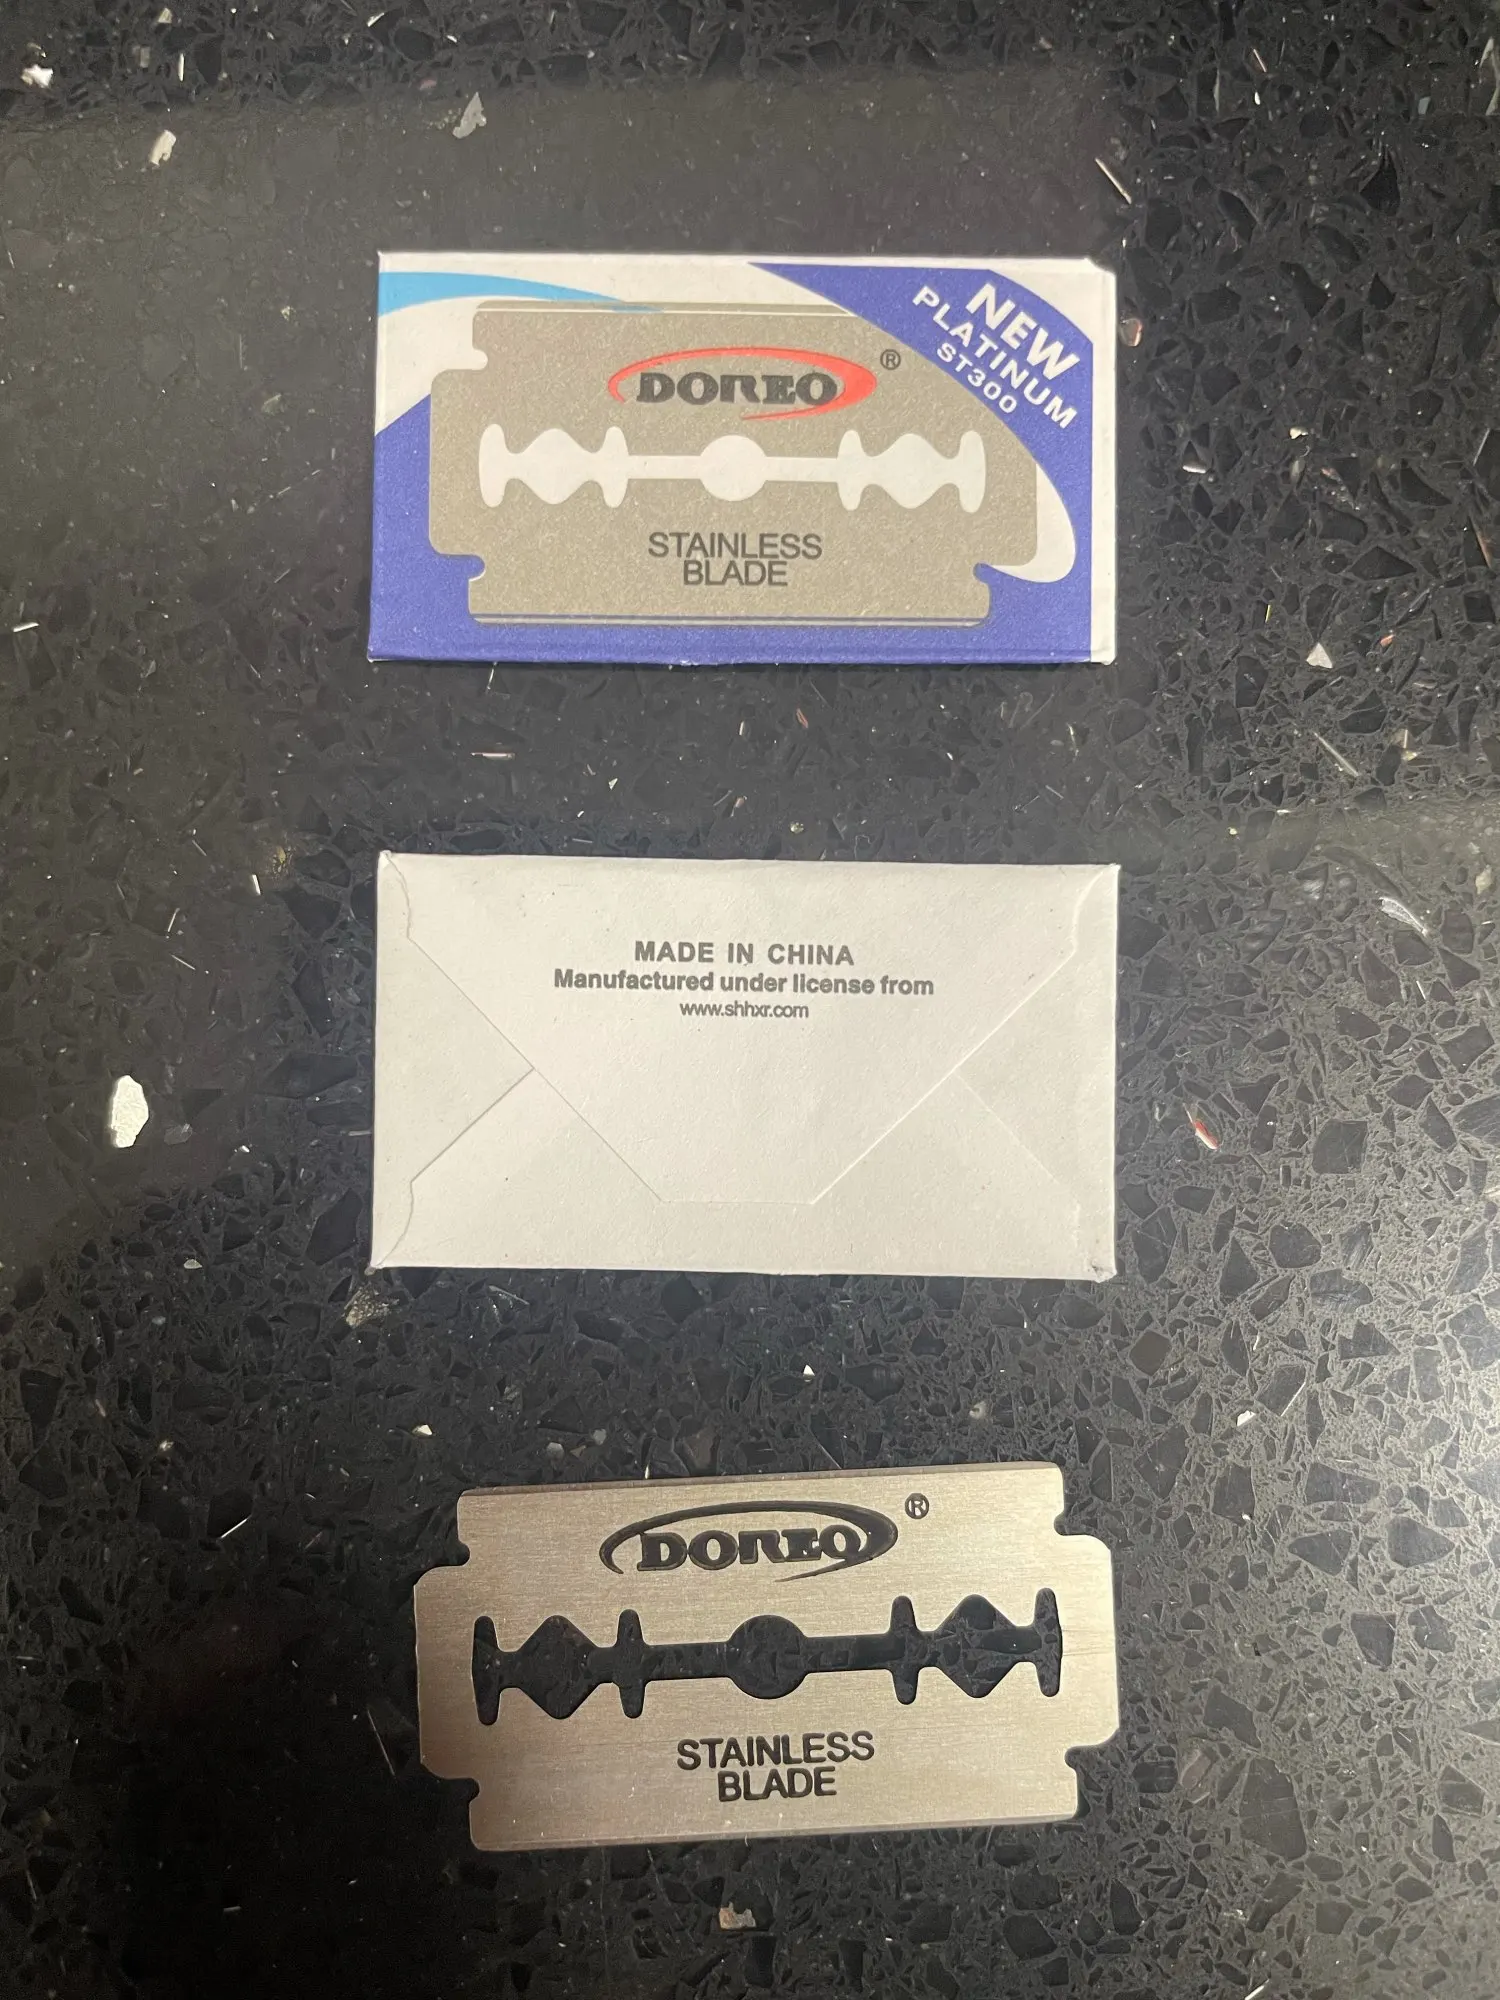 DOREO ®
NEW
PLATINUM
ST300
STAINLESS
BLADE
MADE IN CHINA
Manufactured under license from
www.shhxr.com
DOREO ®
STAINLESS
BLADE